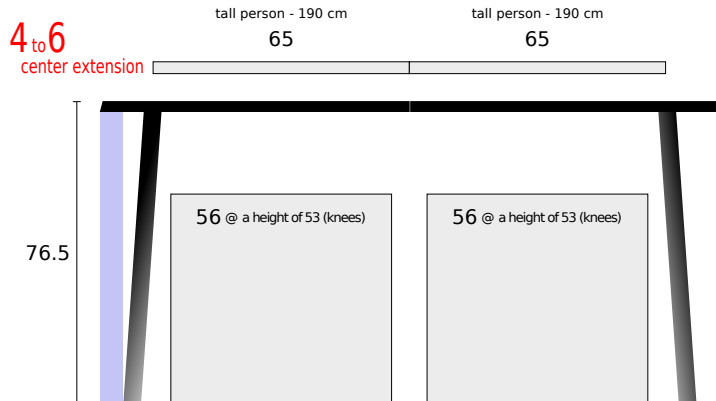 tall person - 190 cm
65
tall person - 190 cm
65
4 to 6
center extension
56 @ a height of 53 (knees)
56 @ a height of 53 (knees)
76.5